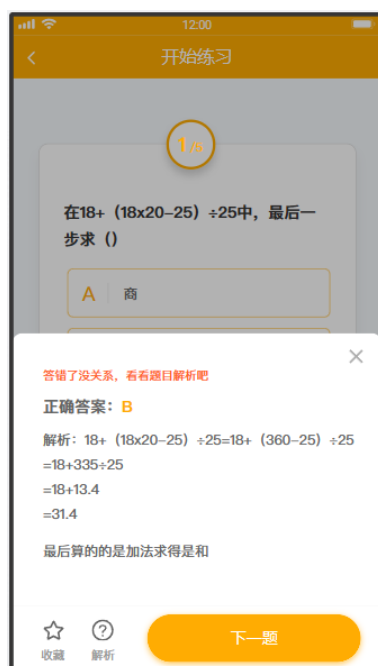 12:00
开始练习
1/5
在18+（18x20–25）÷25中，最后一
步求（）
A 商
答错了没关系，看看题目解析吧
正确答案：B
解析：18+（18x20–25）÷25=18+（360–25）÷25
=18+335÷25
=18+13.4
=31.4
最后算的的是加法求得是和
收藏
解析
下一题